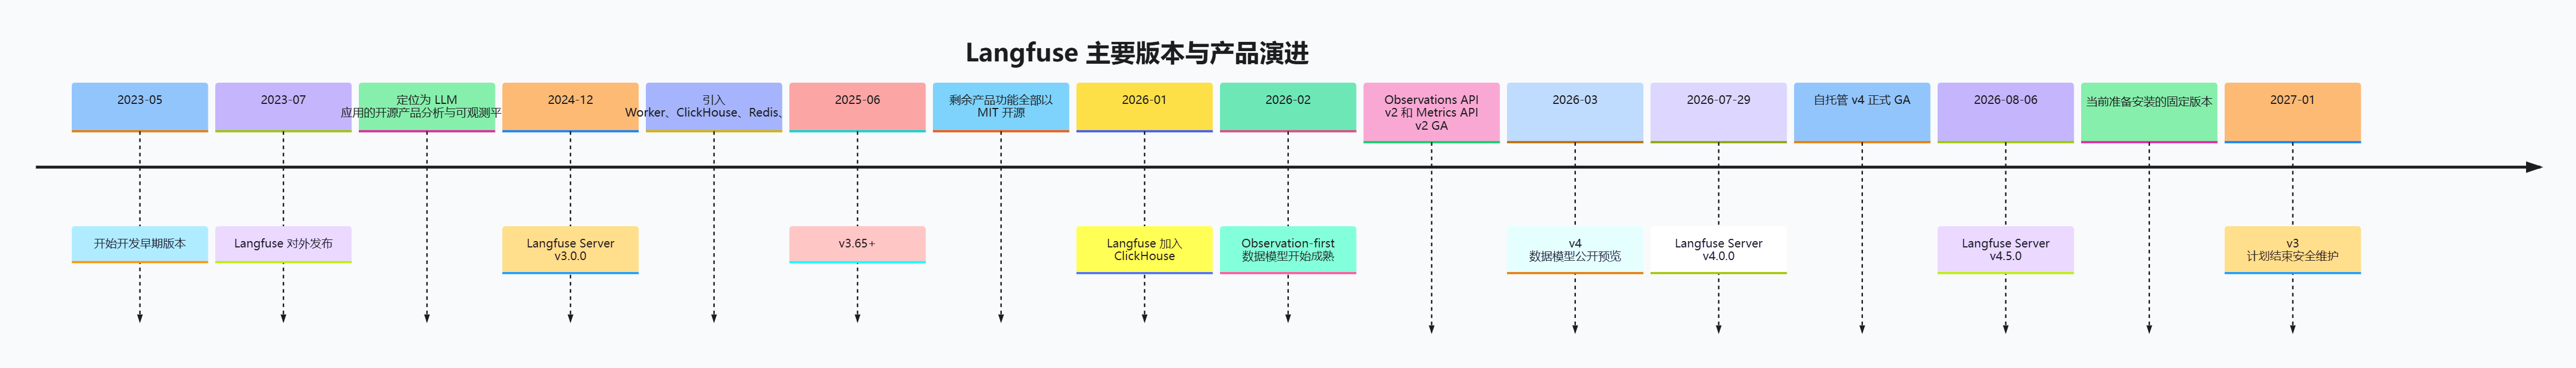 Langfuse 主要版本与产品演进
2023-05
2023-07
定位为 LLM
应用的开源产品分析与可观测平
2024-12
引入
Worker、ClickHouse、Redis、
2025-06
剩余产品功能全部以
MIT 开源
2026-01
2026-02
Observations API
v2 和 Metrics API
v2 GA
2026-03
2026-07-29
自托管 v4 正式 GA
2026-08-06
当前准备安装的固定版本
2027-01
开始开发早期版本
Langfuse 对外发布
Langfuse Server
v3.0.0
v3.65+
Langfuse 加入
ClickHouse
Observation-first
数据模型开始成熟
v4
数据模型公开预览
Langfuse Server
v4.0.0
Langfuse Server
v4.5.0
v3
计划结束安全维护